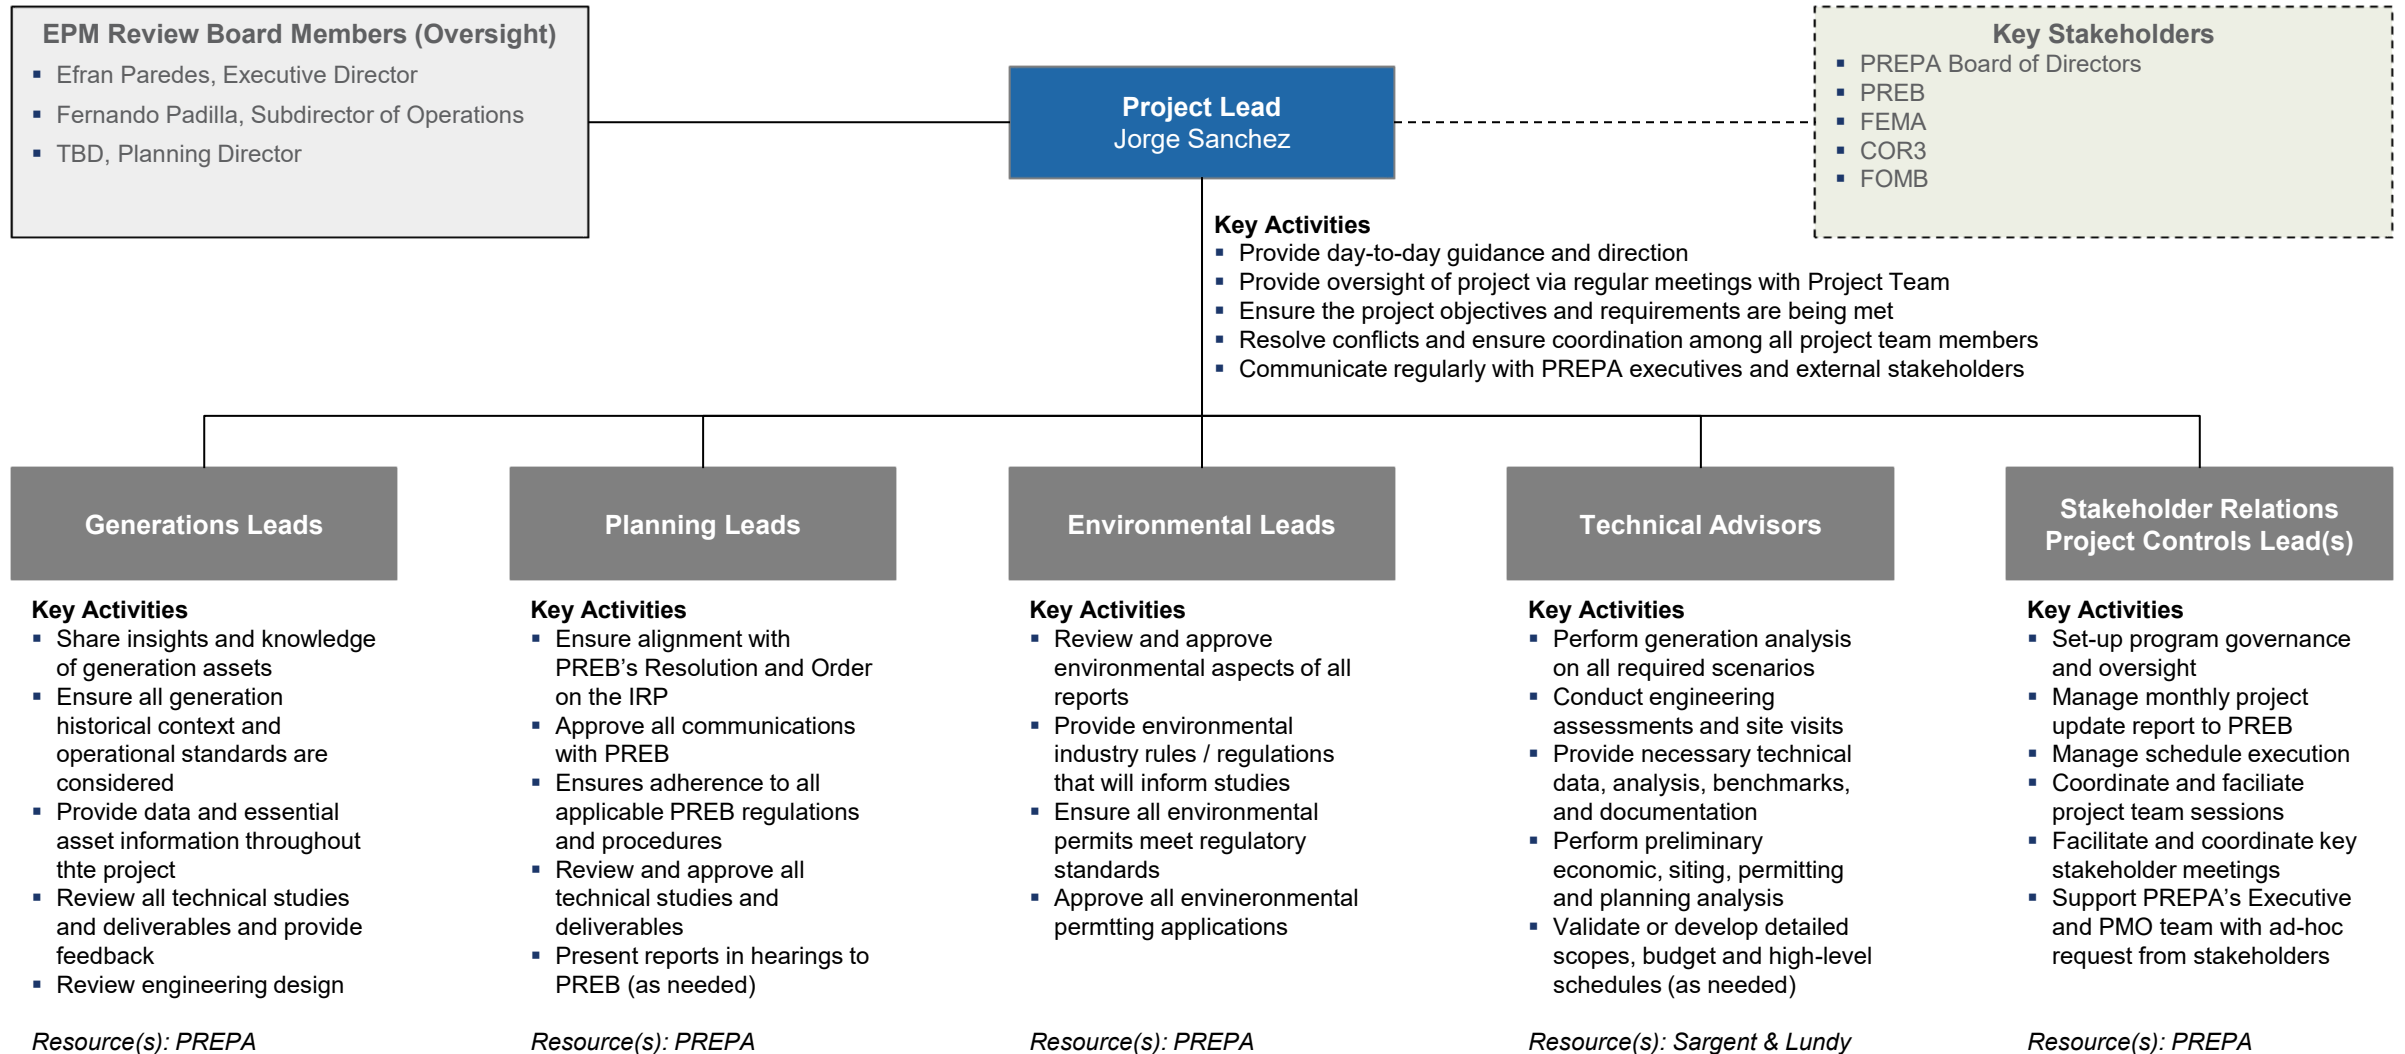 EPM Review Board Members (Oversight)
▪ Efran Paredes, Executive Director
▪ Fernando Padilla, Subdirector of Operations
▪ TBD, Planning Director
Project Lead
Jorge Sanchez
Key Stakeholders
▪ PREPA Board of Directors
▪ PREB
▪ FEMA
▪ COR3
▪ FOMB
Key Activities
▪ Provide day-to-day guidance and direction
▪ Provide oversight of project via regular meetings with Project Team
▪ Ensure the project objectives and requirements are being met
▪ Resolve conflicts and ensure coordination among all project team members
▪ Communicate regularly with PREPA executives and external stakeholders
Generations Leads
Key Activities
▪ Share insights and knowledge
of generation assets
▪ Ensure all generation
historical context and
operational standards are
considered
▪ Provide data and essential
asset information throughout
thte project
▪ Review all technical studies
and deliverables and provide
feedback
▪ Review engineering design
Resource(s): PREPA
Planning Leads
Key Activities
▪ Ensure alignment with
PREB’s Resolution and Order
on the IRP
▪ Approve all communications
with PREB
▪ Ensures adherence to all
applicable PREB regulations
and procedures
▪ Review and approve all
technical studies and
deliverables
▪ Present reports in hearings to
PREB (as needed)
Resource(s): PREPA
Environmental Leads
Key Activities
▪ Review and approve
environmental aspects of all
reports
▪ Provide environmental
industry rules / regulations
that will inform studies
▪ Ensure all environmental
permits meet regulatory
standards
▪ Approve all envineronmental
permtting applications
Resource(s): PREPA
Technical Advisors
Key Activities
▪ Perform generation analysis
on all required scenarios
▪ Conduct engineering
assessments and site visits
▪ Provide necessary technical
data, analysis, benchmarks,
and documentation
▪ Perform preliminary
economic, siting, permitting
and planning analysis
▪ Validate or develop detailed
scopes, budget and high-level
schedules (as needed)
Resource(s): Sargent & Lundy
Stakeholder Relations
Project Controls Lead(s)
Key Activities
▪ Set-up program governance
and oversight
▪ Manage monthly project
update report to PREB
▪ Manage schedule execution
▪ Coordinate and faciliate
project team sessions
▪ Facilitate and coordinate key
stakeholder meetings
▪ Support PREPA’s Executive
and PMO team with ad-hoc
request from stakeholders
Resource(s): PREPA